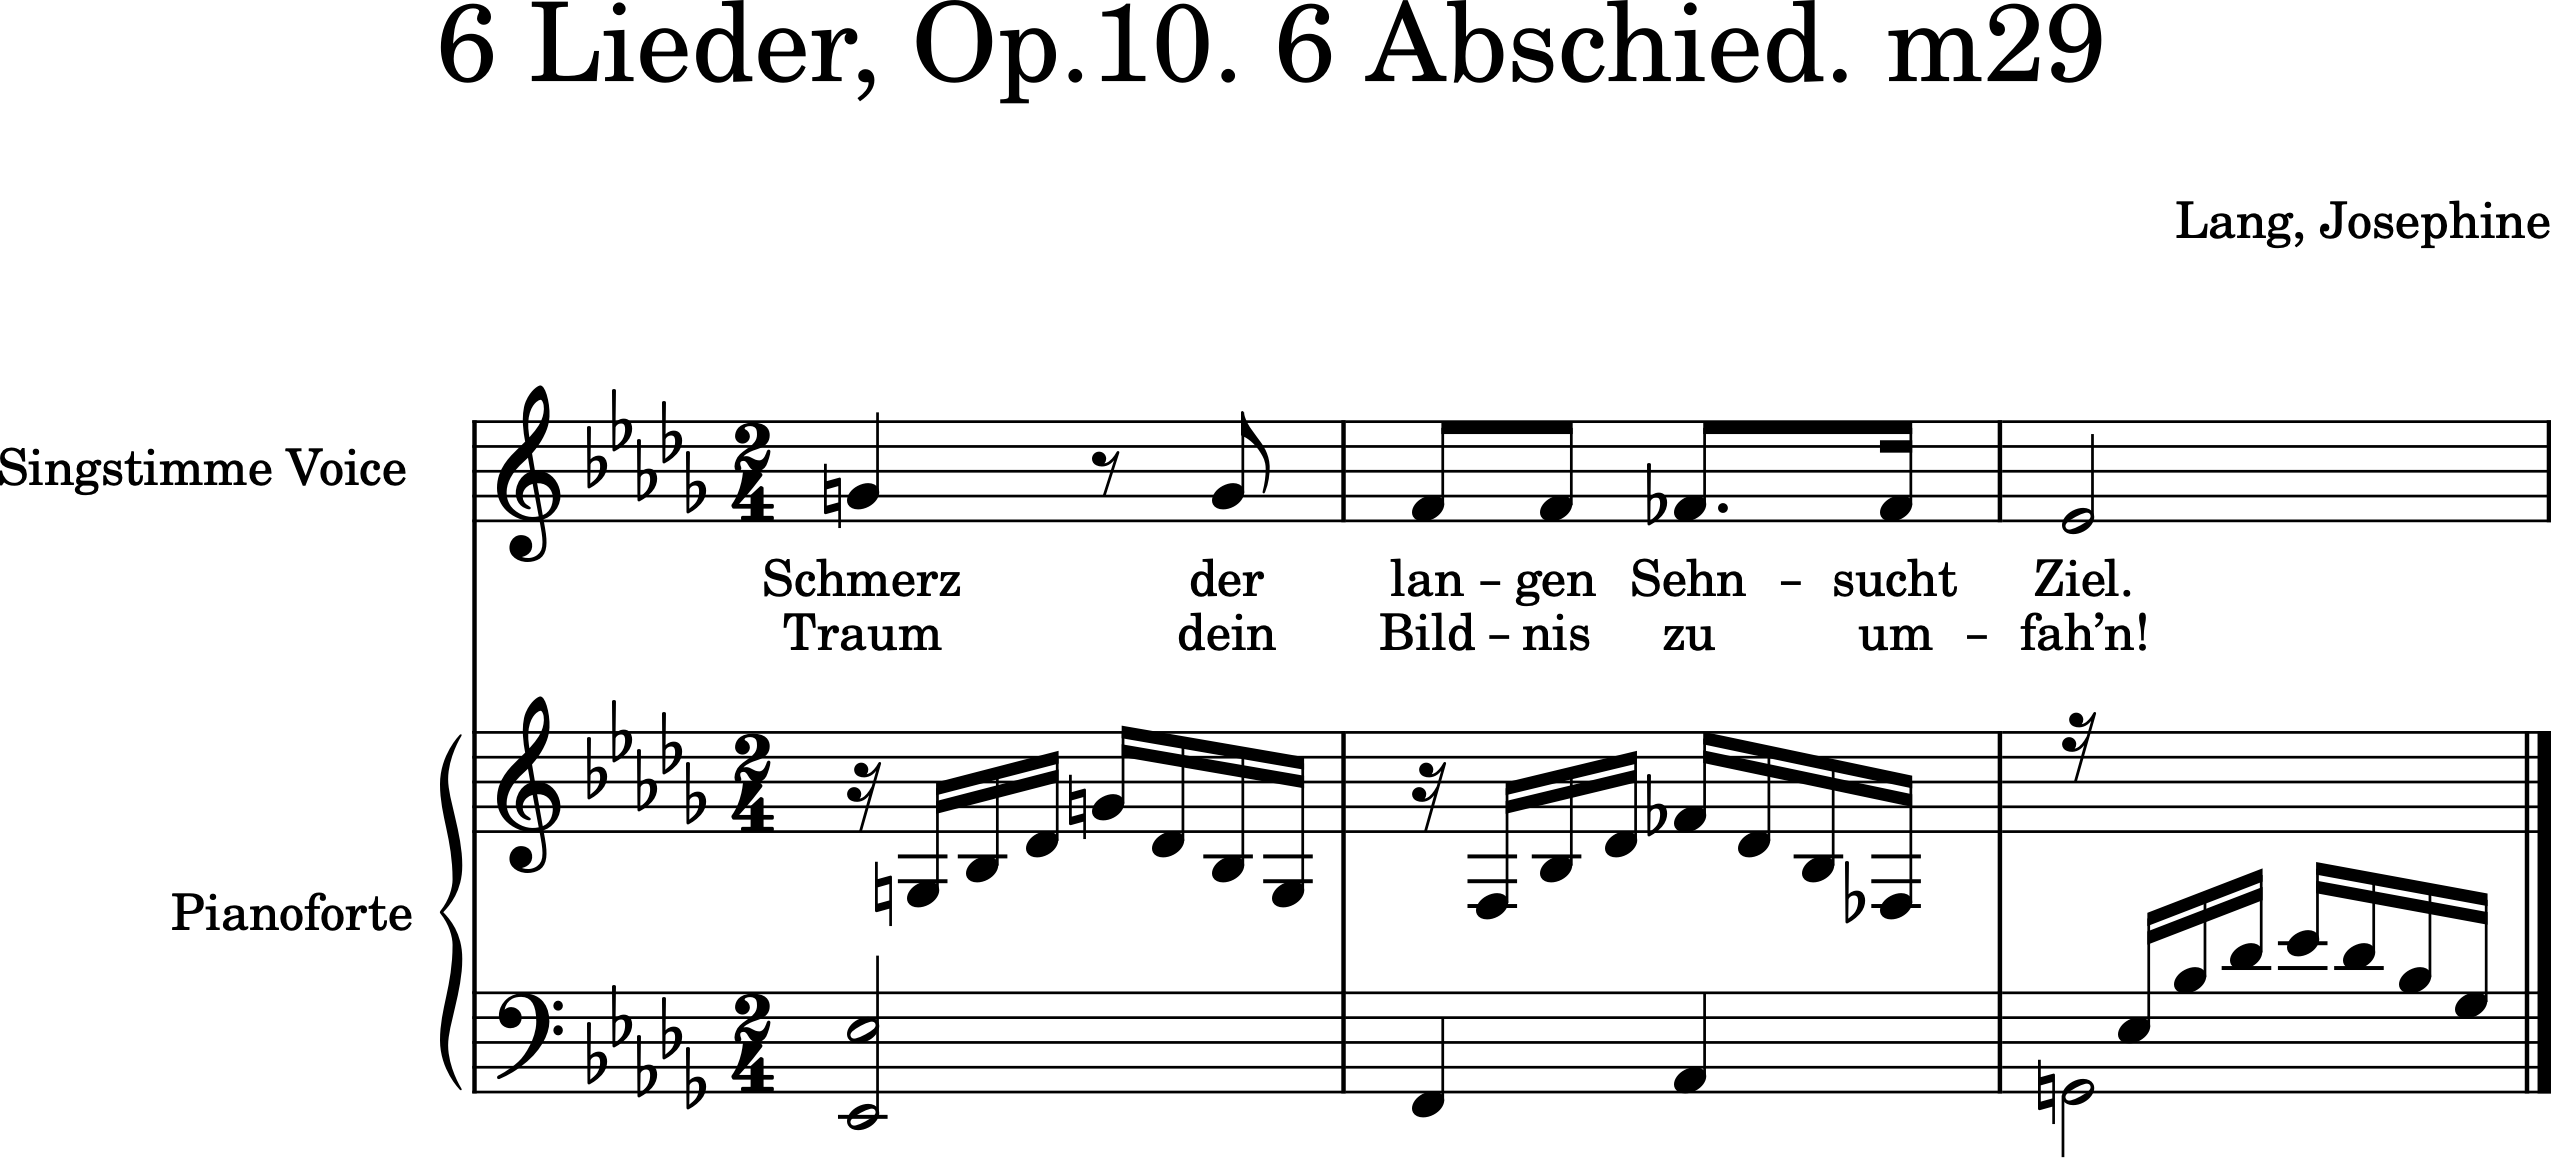 6 Lieder, Op.10. 6 Abschied. m29
Lang, Josephine
Singstimme Voice
Schmerz der lan – gen Sehn – sucht Ziel.
Traum dein Bild – nis zu um – fah’n!
Pianoforte